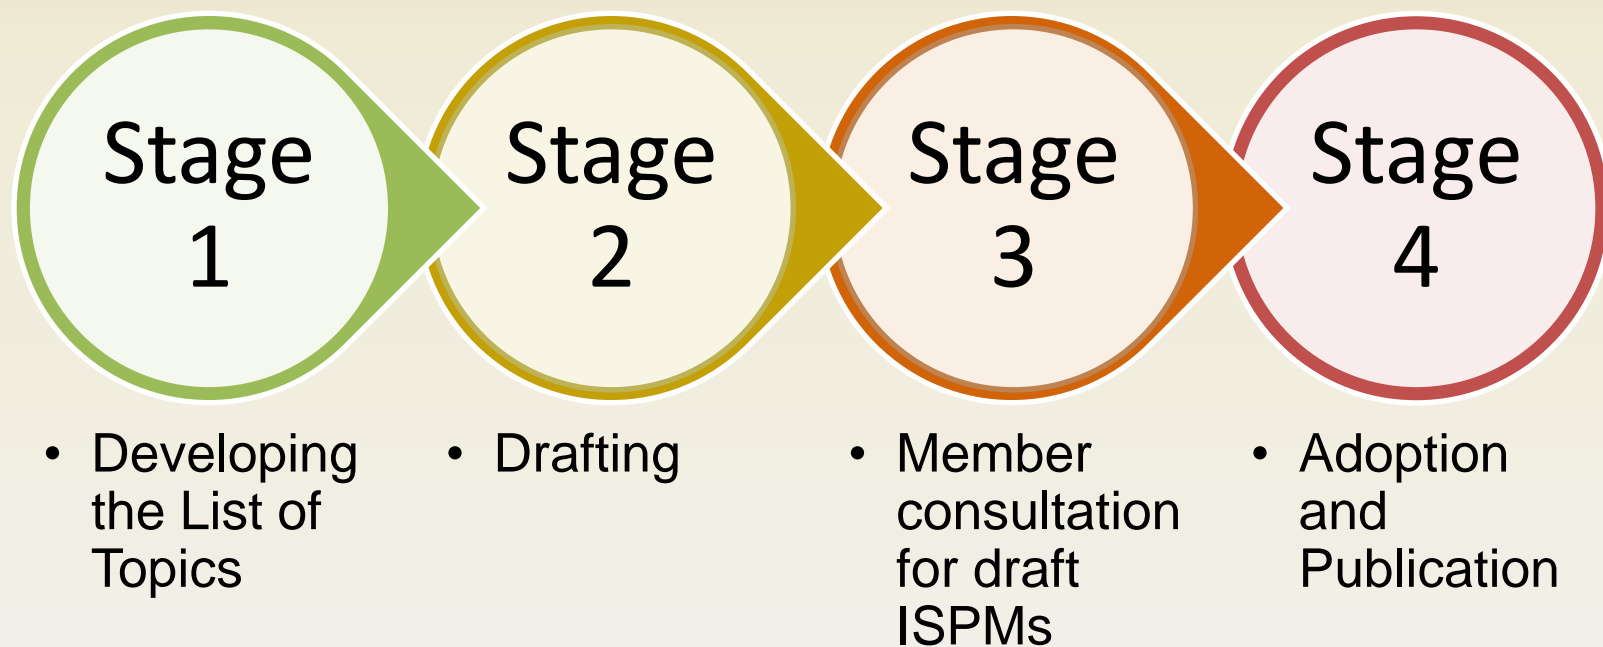 Stage
1
Stage
2
Stage
3
Stage
4
• Developing
the List of
Topics
• Drafting
• Member
consultation
for draft
ISPMs
• Adoption
and
Publication